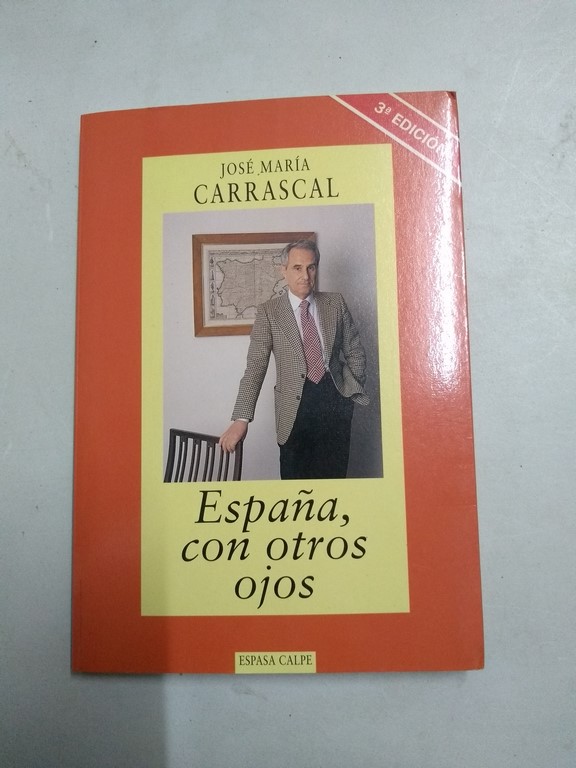 3ª EDICIÓN
JOSÉ MARÍA
CARRASCAL
España,
con otros
ojos
ESPASA CALPE